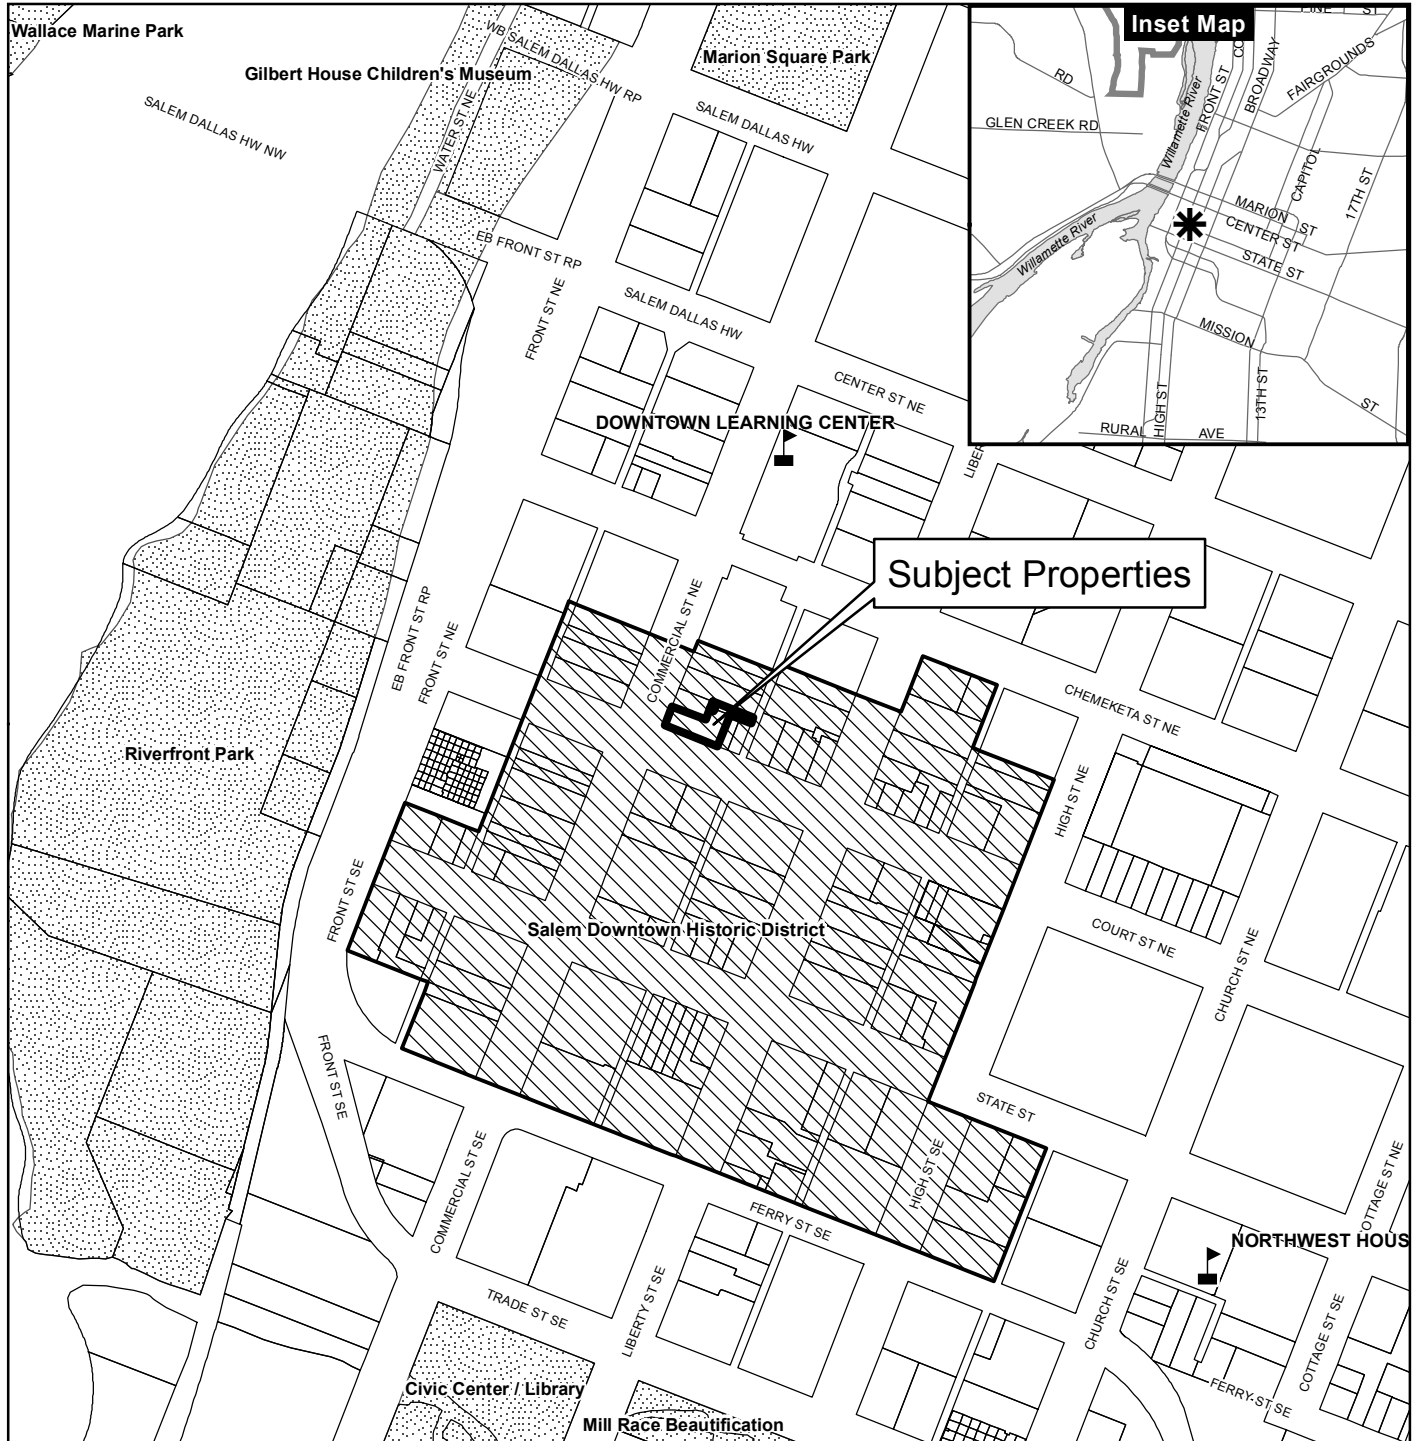 Wallace Marine Park
Gilbert House Children's Museum
WB SALEM DALLAS HW RP
Marion Square Park
SALEM DALLAS HW NW
WATER ST NE
SALEM DALLAS HW
EB FRONT ST RP
FRONT ST NE
SALEM DALLAS HW
CENTER ST NE
DOWNTOWN LEARNING CENTER
Inset Map
ST
RD
GLEN CREEK RD
Willamette River
FRONT ST
BROADWAY
FAIRGROUNDS
CAPITOL
17TH ST
MARION ST
CENTER ST
STATE ST
Willamette River
MISSION
ST
HIGH ST
13TH ST
RURAL AVE
Subject Properties
EB FRONT ST RP
FRONT ST NE
COMMERCIAL ST NE
CHEMEKETA ST NE
Riverfront Park
HIGH ST NE
FRONT ST SE
Salem Downtown Historic District
COURT ST NE
CHURCH ST NE
FRONT ST SE
STATE ST
COMMERCIAL ST SE
HIGH ST SE
FERRY ST SE
NORTHWEST HOUS
TRADE ST SE
LIBERTY ST SE
CHURCH ST SE
COTTAGE ST SE
FERRY ST SE
Civic Center / Library
Mill Race Beautification